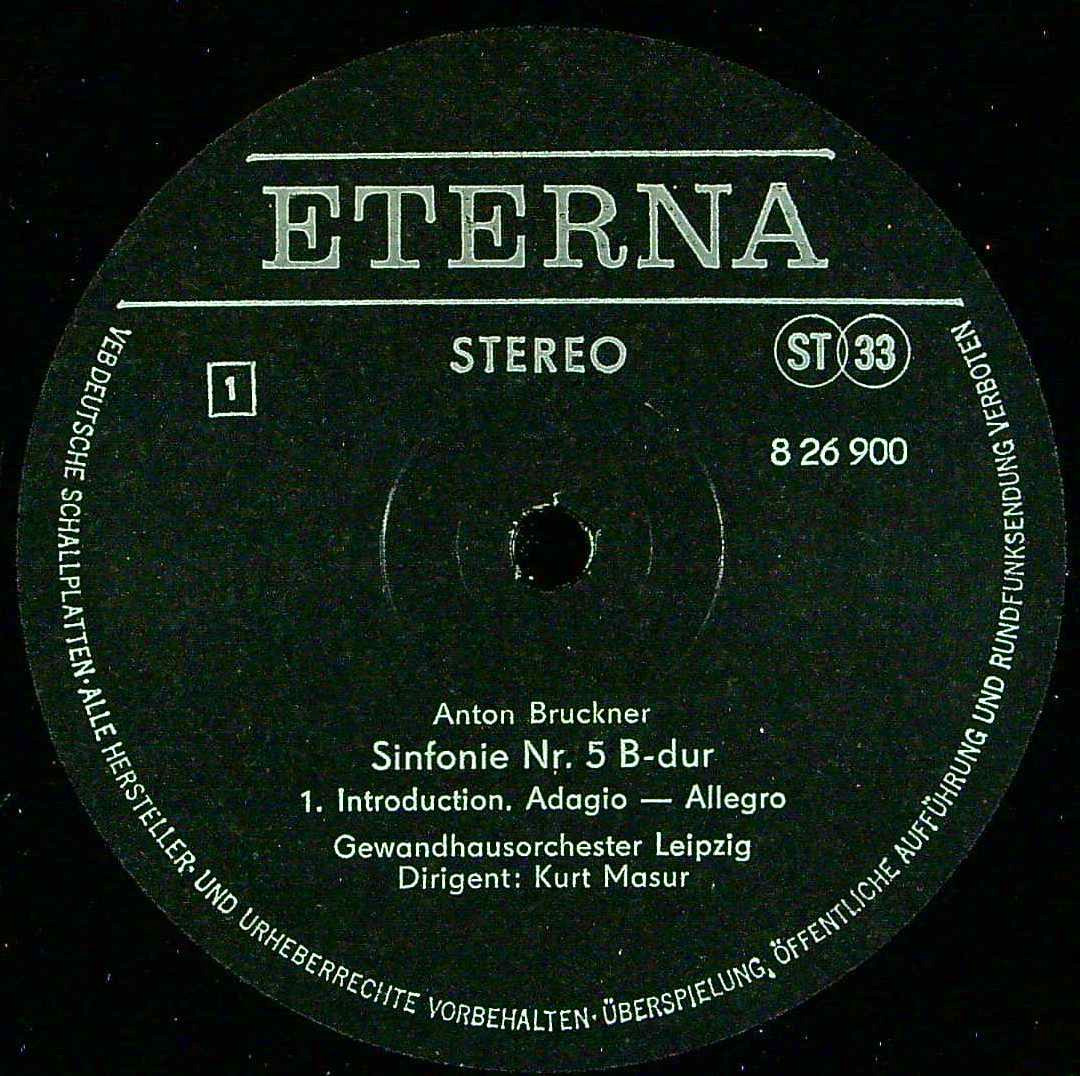 ETERNA
STEREO
ST 33
1
8 26 900
Anton Bruckner
Sinfonie Nr. 5 B-dur
1. Introduction. Adagio — Allegro
Gewandhausorchester Leipzig
Dirigent: Kurt Masur
VEB DEUTSCHE SCHALLPLATTEN · ALLE HERSTELLER- UND URHEBERRECHTE VORBEHALTEN · ÜBERSPIELUNG, ÖFFENTLICHE AUFFÜHRUNG UND RUNDFUNKSENDUNG VERBOTEN